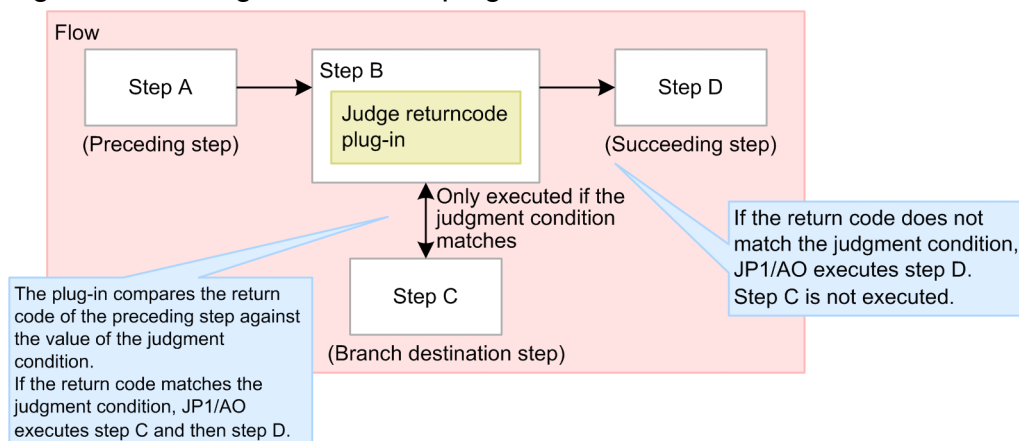 Flow
Step A
(Preceding step)
Step B
Judge returncode
plug-in
Step D
(Succeeding step)
Only executed if the
judgment condition
matches
Step C
(Branch destination step)
If the return code does not
match the judgment condition,
JP1/AO executes step D.
Step C is not executed.
The plug-in compares the return
code of the preceding step against
the value of the judgment
condition.
If the return code matches the
judgment condition, JP1/AO
executes step C and then step D.